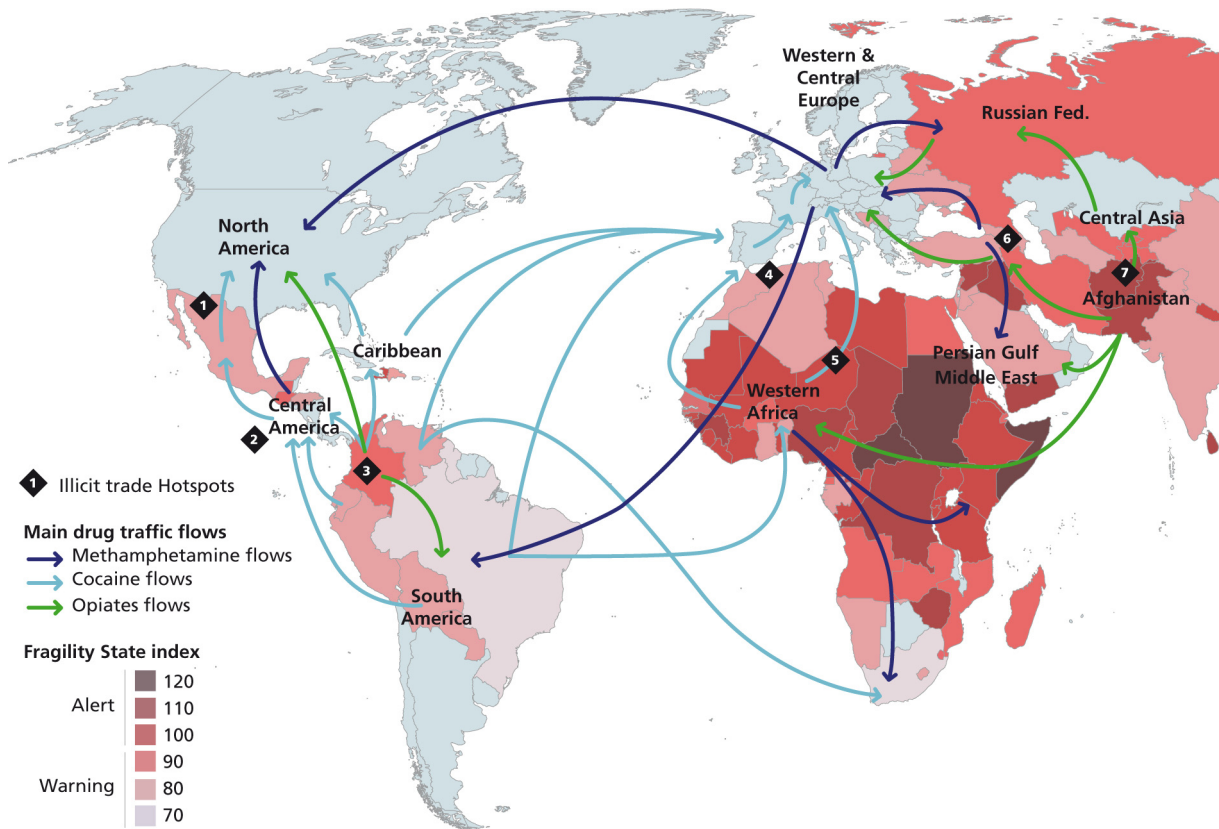 Western &
& Central
Europe
Russian Fed.
North
America
Central Asia
1
6
4
7
Afghanistan
Caribbean
5
Persian Gulf
Middle East
Western
Africa
Central
America
2
3
1 Illicit trade Hotspots
Main drug traffic flows
Methamphetamine flows
Cocaine flows
Opiates flows
South
America
Fragility State index
Alert
120
110
100
Warning
90
80
70